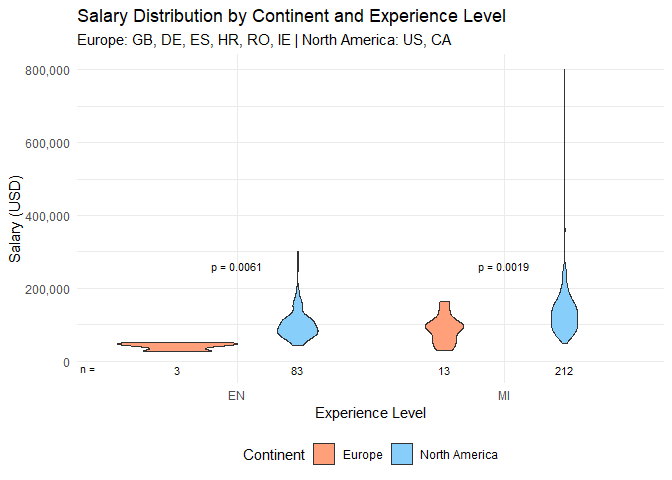 Salary Distribution by Continent and Experience Level
Europe: GB, DE, ES, HR, RO, IE | North America: US, CA
800,000
600,000
400,000
200,000
0
Salary (USD)
p = 0.0061
p = 0.0019
n =
3
83
13
212
EN
MI
Experience Level
Continent
Europe
North America